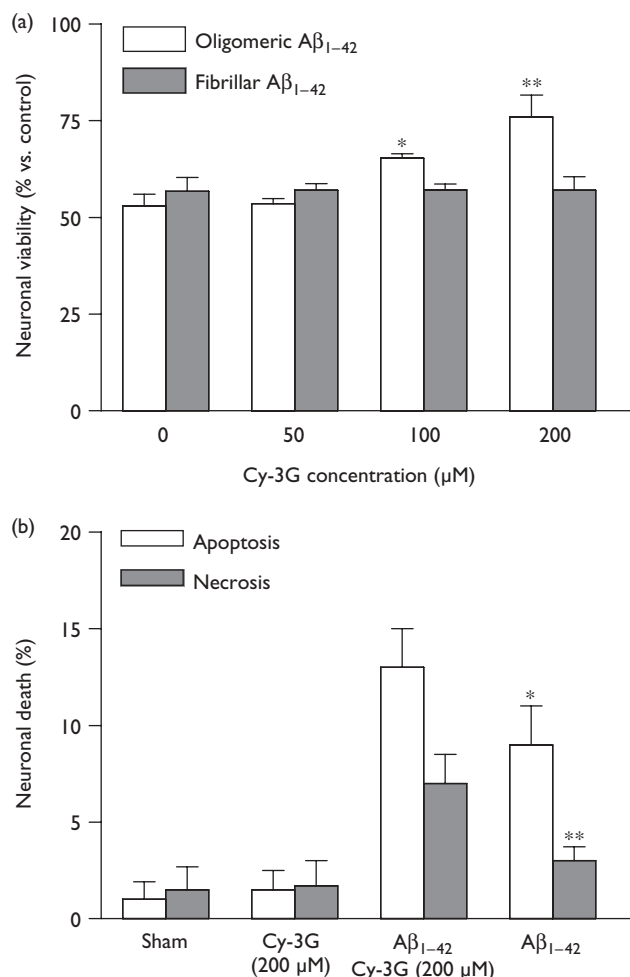 (a)
100
Oligomeric Aβ1–42
Fibrillar Aβ1–42
**
75
*
50
25
0
Neuronal viability (% vs. control)
0 50 100 200
Cy-3G concentration (µM)
(b)
20
Apoptosis
Necrosis
15
*
10
5
**
0
Neuronal death (%)
Sham Cy-3G Aβ1–42 Aβ1–42
(200 µM) Cy-3G (200 µM)